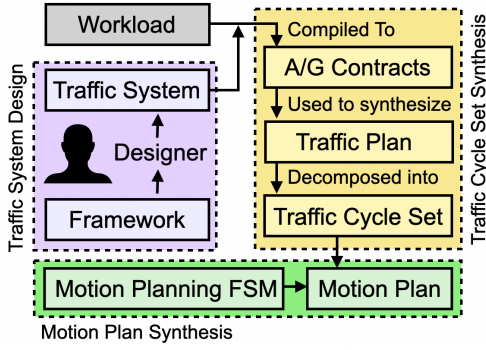 Workload
Traffic System Design
Traffic System
Designer
Framework
Compiled To
A/G Contracts
Used to synthesize
Traffic Plan
Decomposed into
Traffic Cycle Set
Traffic Cycle Set Synthesis
Motion Planning FSM
Motion Plan
Motion Plan Synthesis